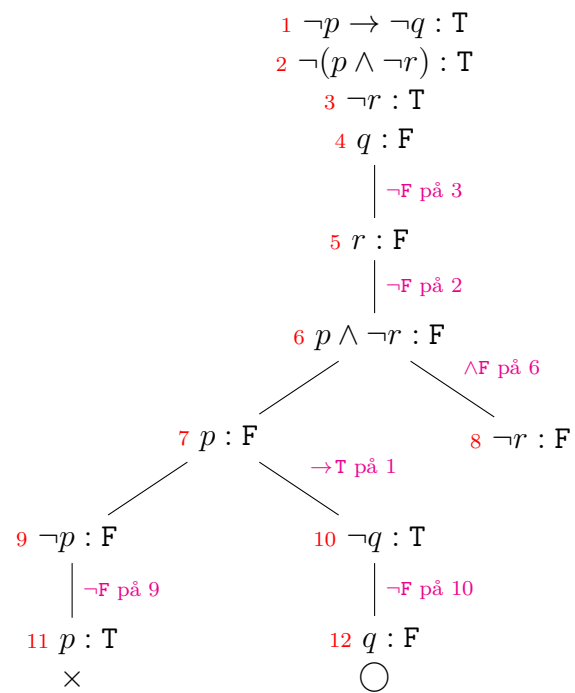 1 ¬p → ¬q : T
2 ¬(p ∧ ¬r) : T
3 ¬r : T
4 q : F
¬F på 3
5 r : F
¬F på 2
6 p ∧ ¬r : F
∧F på 6
7 p : F
8 ¬r : F
→T på 1
9 ¬p : F
10 ¬q : T
¬F på 9
¬F på 10
11 p : T
12 q : F
×
◯